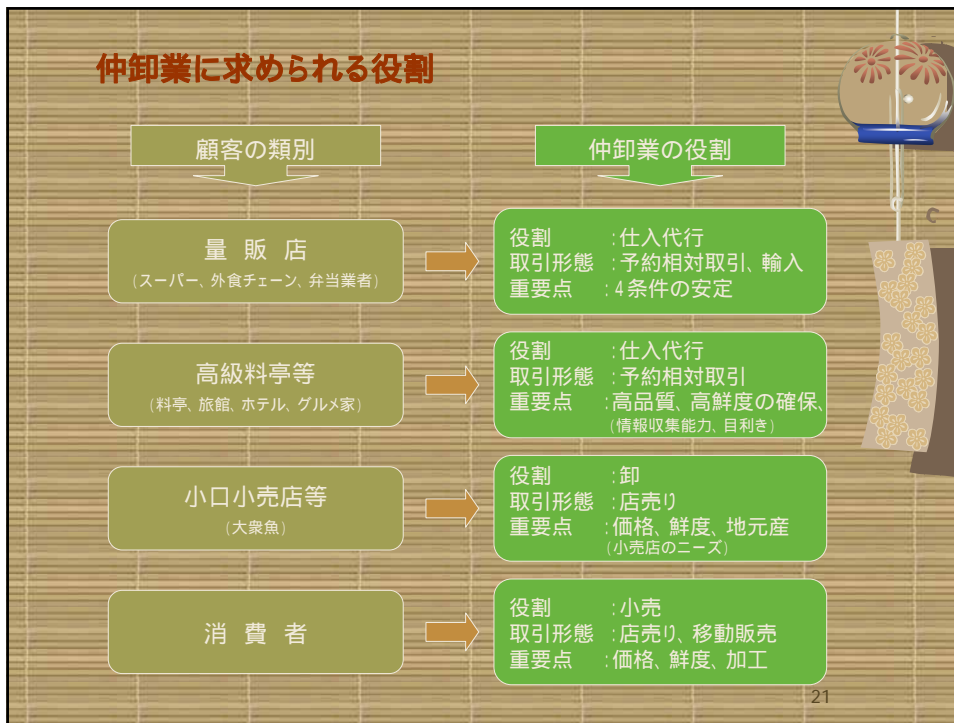 仲卸業に求められる役割
顧客の類別
仲卸業の役割
量 販 店
(スーパー、外食チェーン、弁当業者)
役割 :仕入代行
取引形態 :予約相対取引、輸入
重要点 :4条件の安定
高級料亭等
(料亭、旅館、ホテル、グルメ家)
役割 :仕入代行
取引形態 :予約相対取引
重要点 :高品質、高鮮度の確保、
(情報収集能力、目利き)
小口小売店等
(大衆魚)
役割 :卸
取引形態 :店売り
重要点 :価格、鮮度、地元産
(小売店のニーズ)
消 費 者
役割 :小売
取引形態 :店売り、移動販売
重要点 :価格、鮮度、加工
21